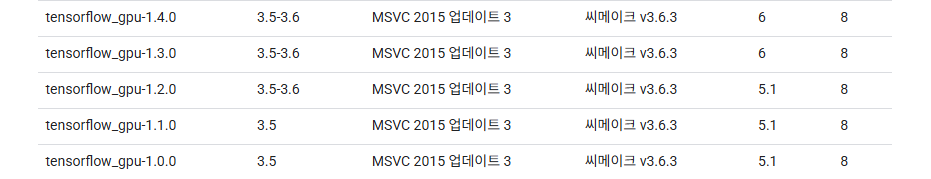 tensorflow_gpu-1.4.0 3.5-3.6 MSVC 2015 업데이트 3 씨메이크 v3.6.3 6 8
tensorflow_gpu-1.3.0 3.5-3.6 MSVC 2015 업데이트 3 씨메이크 v3.6.3 6 8
tensorflow_gpu-1.2.0 3.5-3.6 MSVC 2015 업데이트 3 씨메이크 v3.6.3 5.1 8
tensorflow_gpu-1.1.0 3.5 MSVC 2015 업데이트 3 씨메이크 v3.6.3 5.1 8
tensorflow_gpu-1.0.0 3.5 MSVC 2015 업데이트 3 씨메이크 v3.6.3 5.1 8